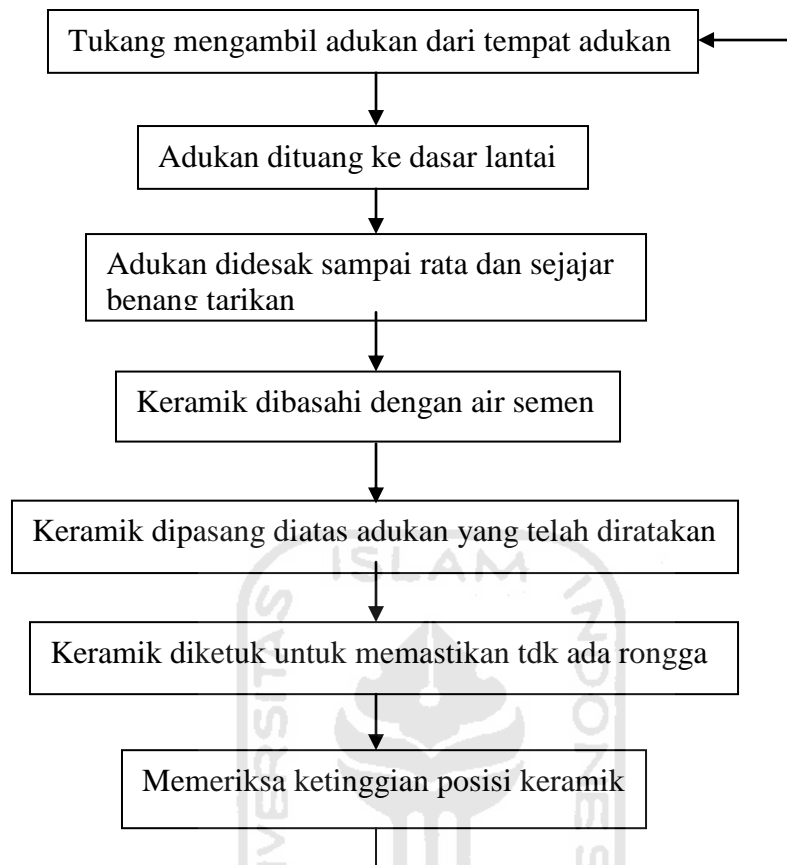 Tukang mengambil adukan dari tempat adukan
Adukan dituang ke dasar lantai
Adukan didesak sampai rata dan sejajar
benang tarikan
Keramik dibasahi dengan air semen
Keramik dipasang diatas adukan yang telah diratakan
ISLAM
Keramik diketuk untuk memastikan tdk ada rongga
Memeriksa ketinggian posisi keramik